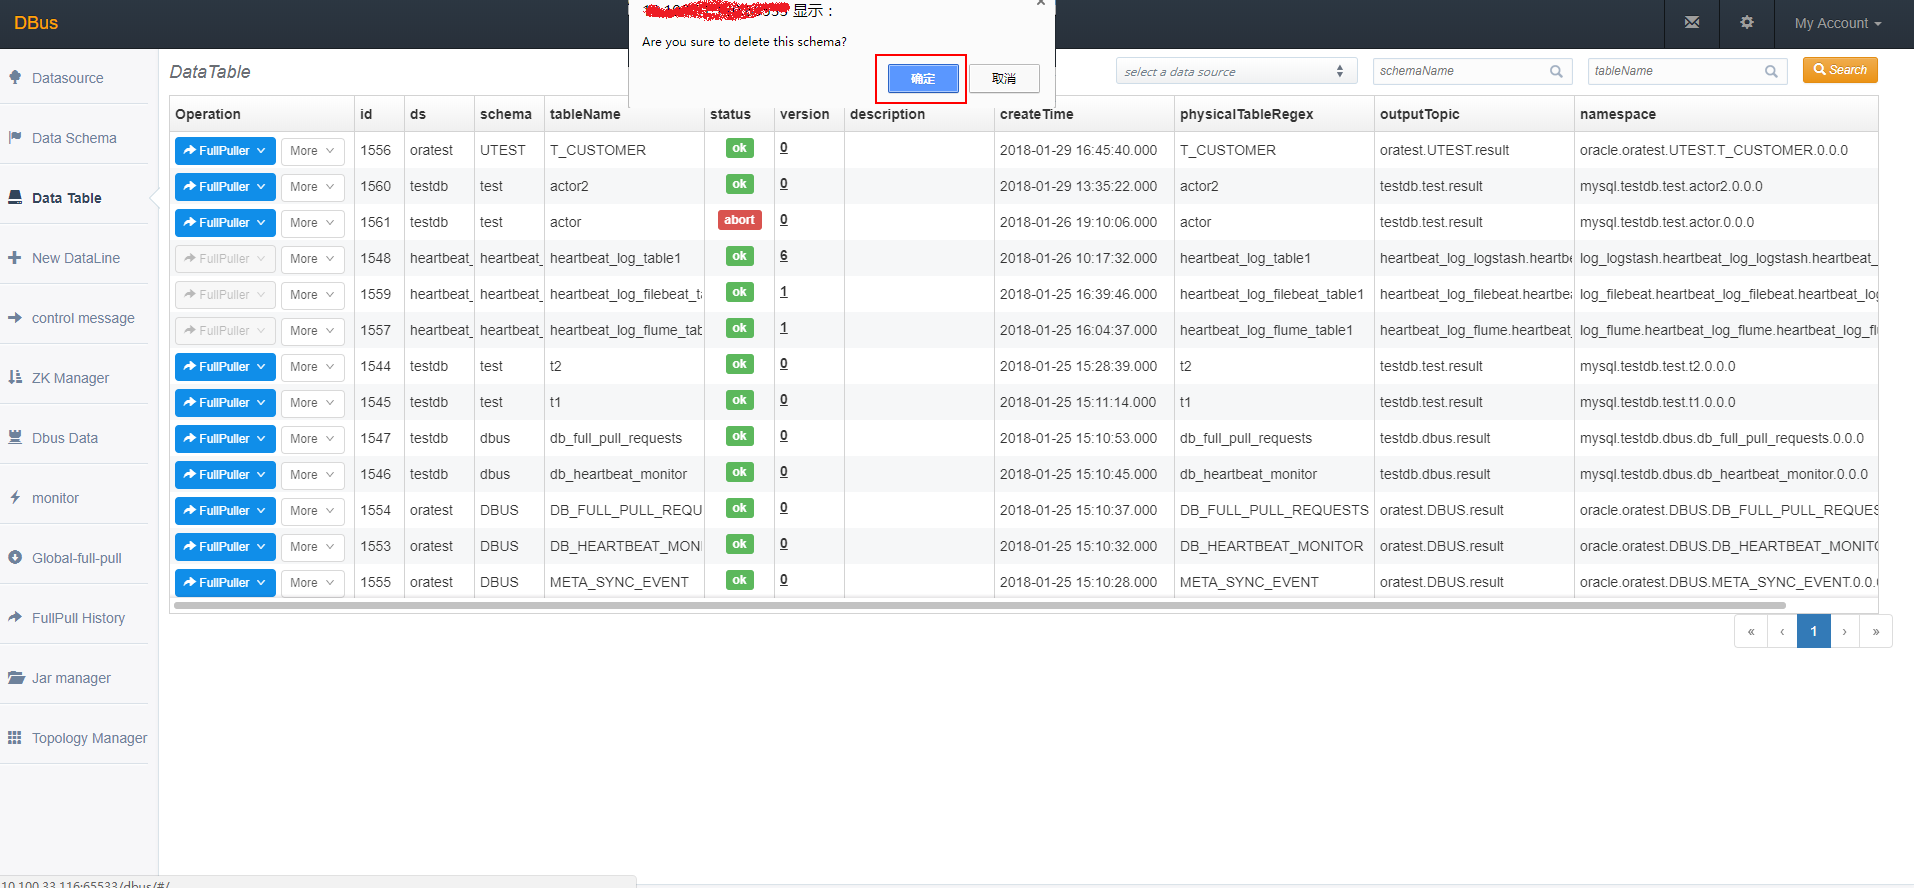 DBus
显示：
Are you sure to delete this schema?
确定 取消
My Account
Datasource
Data Schema
Data Table
New DataLine
control message
ZK Manager
Dbus Data
monitor
Global-full-pull
FullPull History
Jar manager
Topology Manager
DataTable select a data source schemaName tableName Search
Operation id ds schema tableName status version description createTime physicalTableRegex outputTopic namespace
FullPuller More 1556 oratest UTEST T_CUSTOMER ok 0 2018-01-29 16:45:40.000 T_CUSTOMER oratest.UTEST.result oracle.oratest.UTEST.T_CUSTOMER.0.0.0
FullPuller More 1560 testdb test actor2 ok 0 2018-01-29 13:35:22.000 actor2 testdb.test.result mysql.testdb.test.actor2.0.0.0
FullPuller More 1561 testdb test actor abort 0 2018-01-26 19:10:06.000 actor testdb.test.result mysql.testdb.test.actor.0.0.0
FullPuller More 1548 heartbeat_ heartbeat_ heartbeat_log_table1 ok 6 2018-01-26 10:17:32.000 heartbeat_log_table1 heartbeat_log_logstash.heartbe log_logstash.heartbeat_log_logstash.heartbeat_
FullPuller More 1559 heartbeat_ heartbeat_ heartbeat_log_filebeat_ta ok 1 2018-01-25 16:39:46.000 heartbeat_log_filebeat_table1 heartbeat_log_filebeat.heartbea log_filebeat.heartbeat_log_filebeat.heartbeat_log
FullPuller More 1557 heartbeat_ heartbeat_ heartbeat_log_flume_tab ok 1 2018-01-25 16:04:37.000 heartbeat_log_flume_table1 heartbeat_log_flume.heartbeat_ log_flume.heartbeat_log_flume.heartbeat_log_fl
FullPuller More 1544 testdb test t2 ok 0 2018-01-25 15:28:39.000 t2 testdb.test.result mysql.testdb.test.t2.0.0.0
FullPuller More 1545 testdb test t1 ok 0 2018-01-25 15:11:14.000 t1 testdb.test.result mysql.testdb.test.t1.0.0.0
FullPuller More 1547 testdb dbus db_full_pull_requests ok 0 2018-01-25 15:10:53.000 db_full_pull_requests testdb.dbus.result mysql.testdb.dbus.db_full_pull_requests.0.0.0
FullPuller More 1546 testdb dbus db_heartbeat_monitor ok 0 2018-01-25 15:10:45.000 db_heartbeat_monitor testdb.dbus.result mysql.testdb.dbus.db_heartbeat_monitor.0.0.0
FullPuller More 1554 oratest DBUS DB_FULL_PULL_REQU ok 0 2018-01-25 15:10:37.000 DB_FULL_PULL_REQUESTS oratest.DBUS.result oracle.oratest.DBUS.DB_FULL_PULL_REQUES
FullPuller More 1553 oratest DBUS DB_HEARTBEAT_MONI ok 0 2018-01-25 15:10:32.000 DB_HEARTBEAT_MONITOR oratest.DBUS.result oracle.oratest.DBUS.DB_HEARTBEAT_MONITO
FullPuller More 1555 oratest DBUS META_SYNC_EVENT ok 0 2018-01-25 15:10:28.000 META_SYNC_EVENT oratest.DBUS.result oracle.oratest.DBUS.META_SYNC_EVENT.0.0.
« ‹ 1 › »
10.100.33.116:65533/dbus/#/